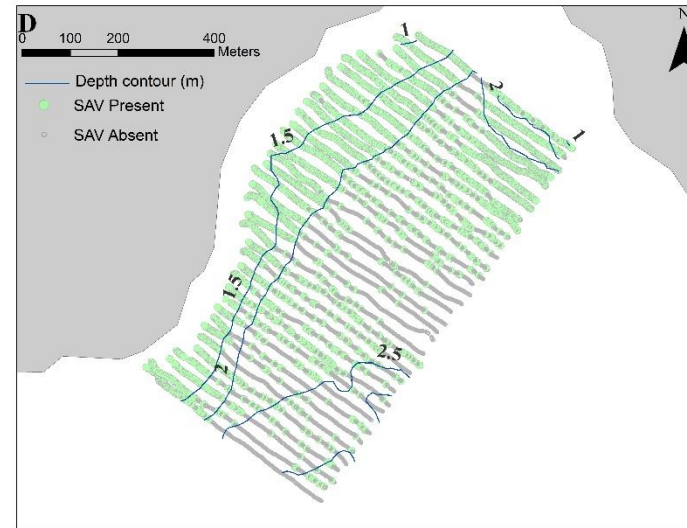 D
0 100 200 400
Meters
N
Depth contour (m)
SAV Present
SAV Absent
1
2
1
1.5
1.5
2
2.5